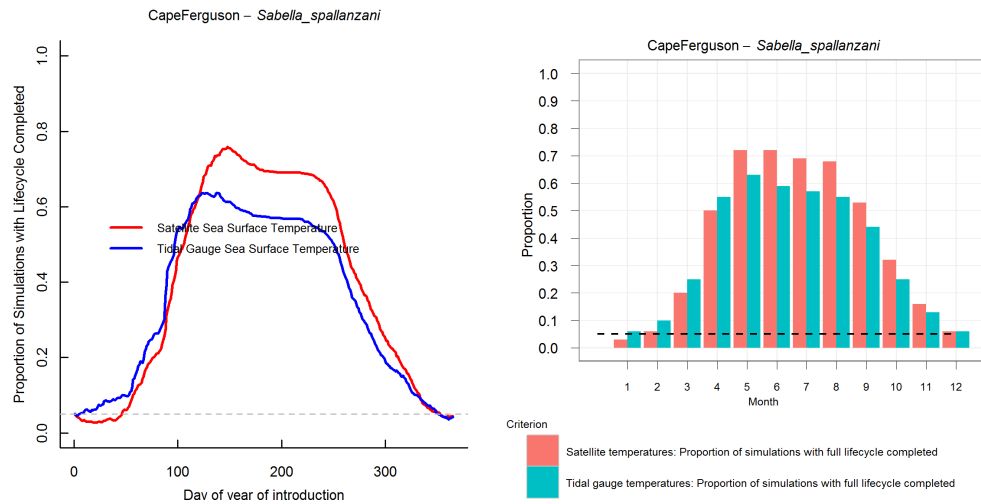 CapeFerguson – Sabella_spallanzani
Proportion of Simulations with Lifecycle Completed
1.0
0.8
0.6
0.4
0.2
0.0
Satellite Sea Surface Temperature
Tidal Gauge Sea Surface Temperature
0 100 200 300
Day of year of introduction
CapeFerguson – Sabella_spallanzani
Proportion
1.0
0.9
0.8
0.7
0.6
0.5
0.4
0.3
0.2
0.1
0.0
1 2 3 4 5 6 7 8 9 10 11 12
Month
Criterion
Satellite temperatures: Proportion of simulations with full lifecycle completed
Tidal gauge temperatures: Proportion of simulations with full lifecycle completed